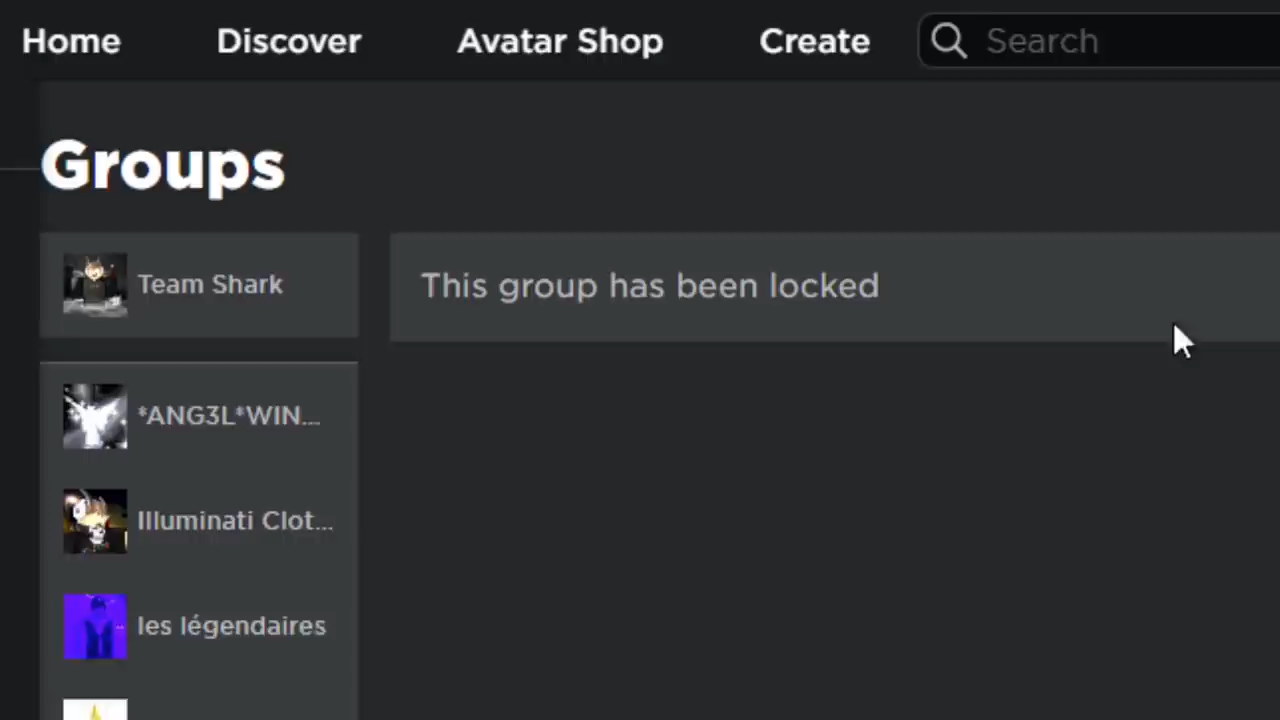 Home Discover Avatar Shop Create Search
Groups
Team Shark
This group has been locked
*ANG3L*WIN...
Illuminati Clot...
les légendaires